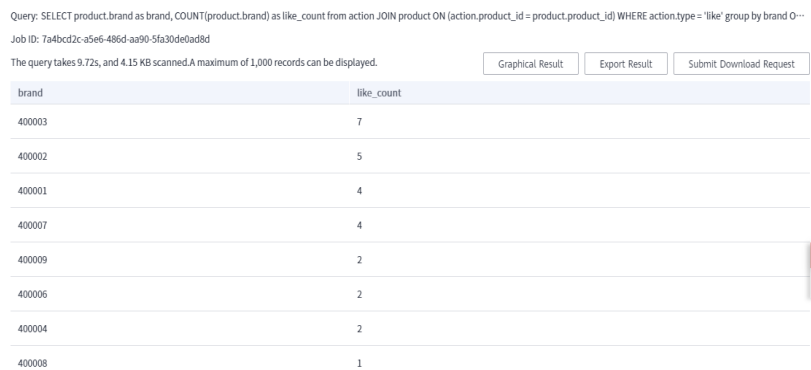 Query: SELECT product.brand as brand, COUNT(product.brand) as like_count from action JOIN product ON (action.product_id = product.product_id) WHERE action.type = 'like' group by brand O···
Job ID: 7a4bcd2c-a5e6-486d-aa90-5fa30de0ad8d
The query takes 9.72s, and 4.15 KB scanned.A maximum of 1,000 records can be displayed. Graphical Result Export Result Submit Download Request
brand like_count
400003 7
400002 5
400001 4
400007 4
400009 2
400006 2
400004 2
400008 1